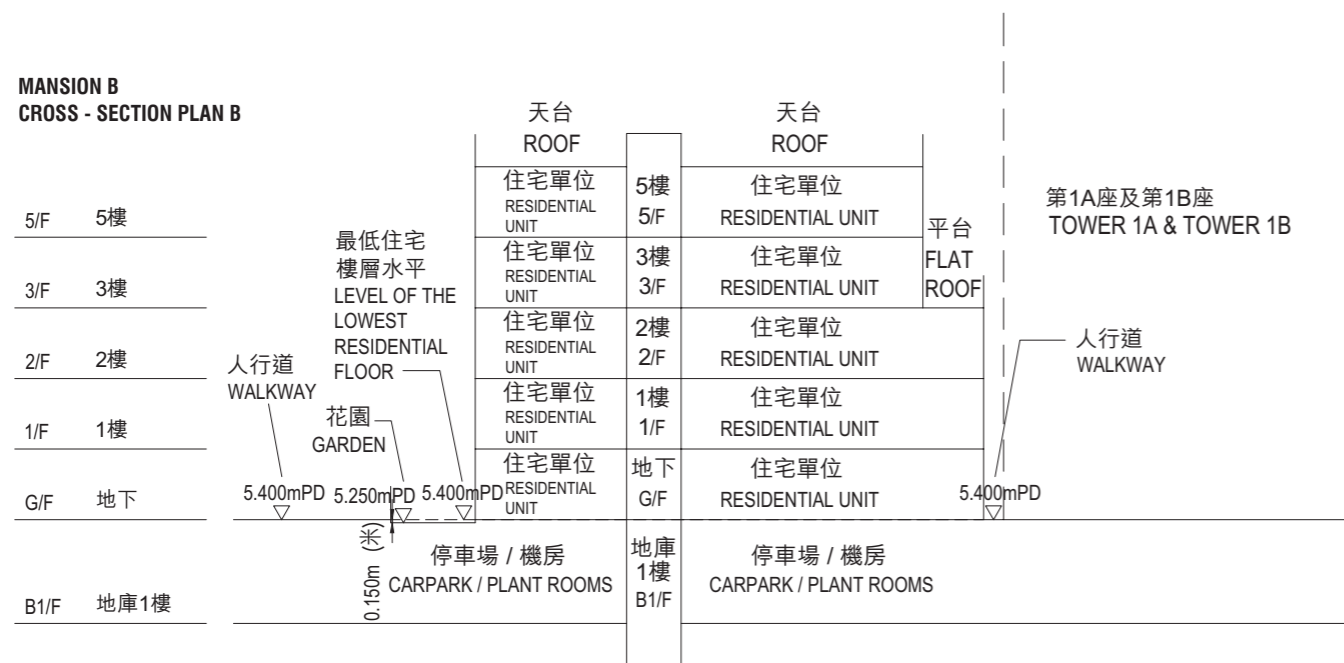 MANSION B
CROSS - SECTION PLAN B
天台
ROOF
天台
ROOF
5/F 5樓
住宅單位
RESIDENTIAL
UNIT
5樓
5/F
住宅單位
RESIDENTIAL UNIT
平台
FLAT
ROOF
第1A座及第1B座
TOWER 1A & TOWER 1B
3/F 3樓
住宅單位
RESIDENTIAL
UNIT
3樓
3/F
住宅單位
RESIDENTIAL UNIT
最低住宅
樓層水平
LEVEL OF THE
LOWEST
RESIDENTIAL
FLOOR
2/F 2樓
住宅單位
RESIDENTIAL
UNIT
2樓
2/F
住宅單位
RESIDENTIAL UNIT
人行道
WALKWAY
人行道
WALKWAY
1/F 1樓
花園
GARDEN
住宅單位
RESIDENTIAL
UNIT
1樓
1/F
住宅單位
RESIDENTIAL UNIT
G/F 地下
5.400mPD 5.250mPD 5.400mPD
住宅單位
RESIDENTIAL
UNIT
地下
G/F
住宅單位
RESIDENTIAL UNIT
5.400mPD
0.150m (米)
B1/F 地庫1樓
停車場 / 機房
CARPARK / PLANT ROOMS
地庫
1樓
B1/F
停車場 / 機房
CARPARK / PLANT ROOMS